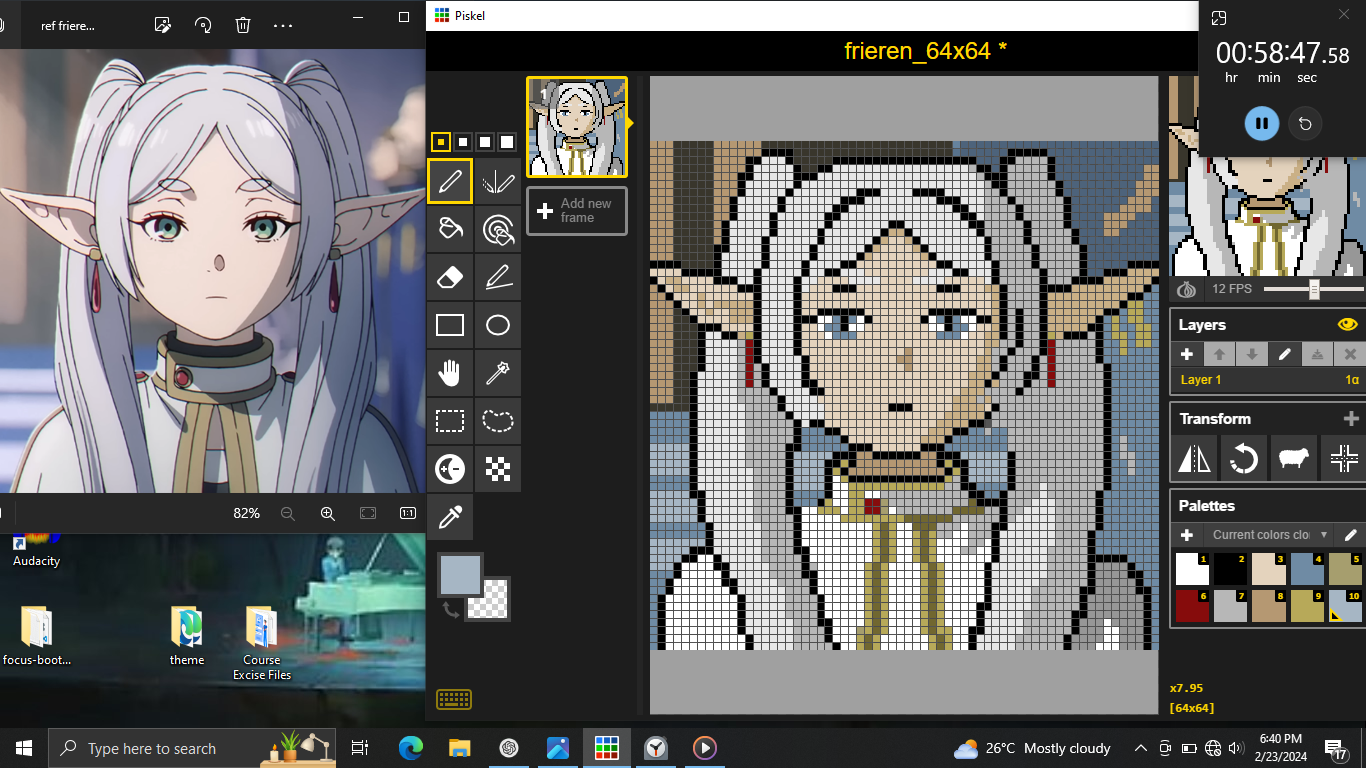 ref friere...
Piskel
frieren_64x64 *
00:58:47.58
hr min sec
1
Add new
frame
12 FPS
Layers
Layer 1
1α
Transform
Palettes
Current colors clo
1 2 3 4 5
6 7 8 9 10
82%
1:1
Audacity
focus-boot...
theme
Course
Excise Files
x7.95
[64x64]
Type here to search
26°C Mostly cloudy
6:40 PM
2/23/2024
17